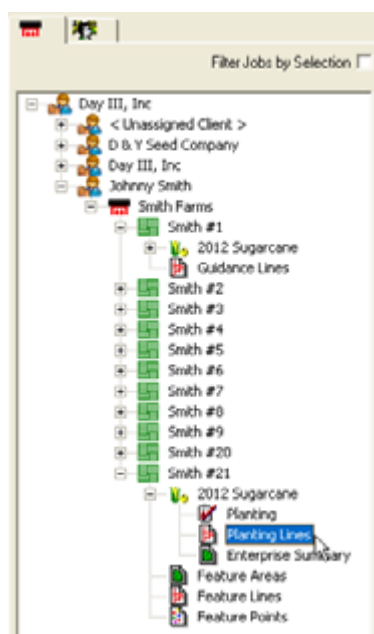 Filter Jobs by Selection
Day III, Inc
< Unassigned Client >
D & Y Seed Company
Day III, Inc
Johnny Smith
Smith Farms
Smith #1
2012 Sugarcane
Guidance Lines
Smith #2
Smith #3
Smith #4
Smith #5
Smith #6
Smith #7
Smith #8
Smith #9
Smith #20
Smith #21
2012 Sugarcane
Planting
Planting Lines
Enterprise Summary
Feature Areas
Feature Lines
Feature Points